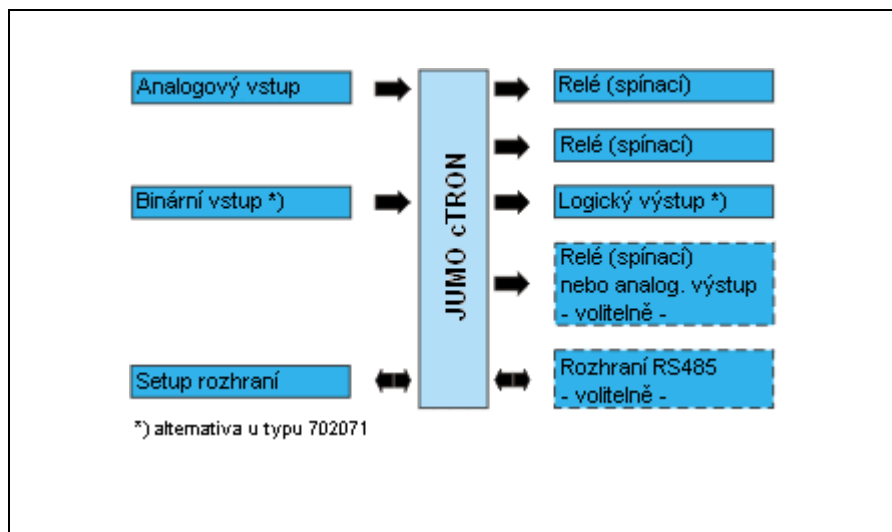 Analogový vstup
Binární vstup *)
Setup rozhraní
*) alternativa u typu 702071
JUMO cTRON
Relé (spínací)
Relé (spínací)
Logický výstup *)
Relé (spínací)
nebo analog. výstup
- volitelně -
Rozhraní RS485
- volitelně -